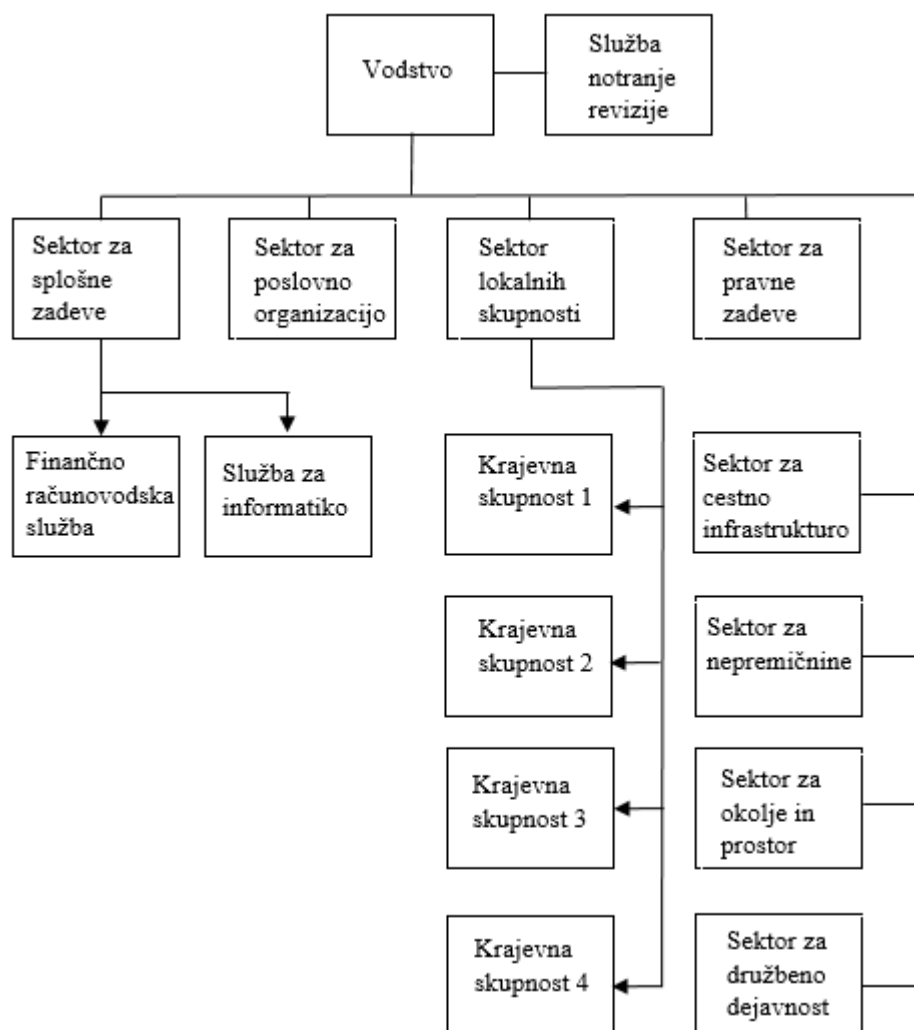 Vodstvo
Služba
notranje
revizije
Sektor za
splošne
zadeve
Sektor za
poslovno
organizacijo
Sektor
lokalnih
skupnosti
Sektor za
pravne
zadeve
Finančno
računovodska
služba
Služba za
informatiko
Krajevna
skupnost 1
Sektor za
cestno
infrastrukturo
Krajevna
skupnost 2
Sektor za
nepremičnine
Krajevna
skupnost 3
Sektor za
okolje in
prostor
Krajevna
skupnost 4
Sektor za
družbeno
dejavnost